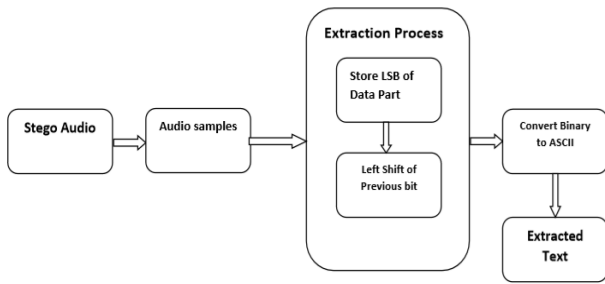 Extraction Process
Store LSB of
Data Part
Stego Audio
Audio samples
Left Shift of
Previous bit
Convert Binary
to ASCII
Extracted
Text